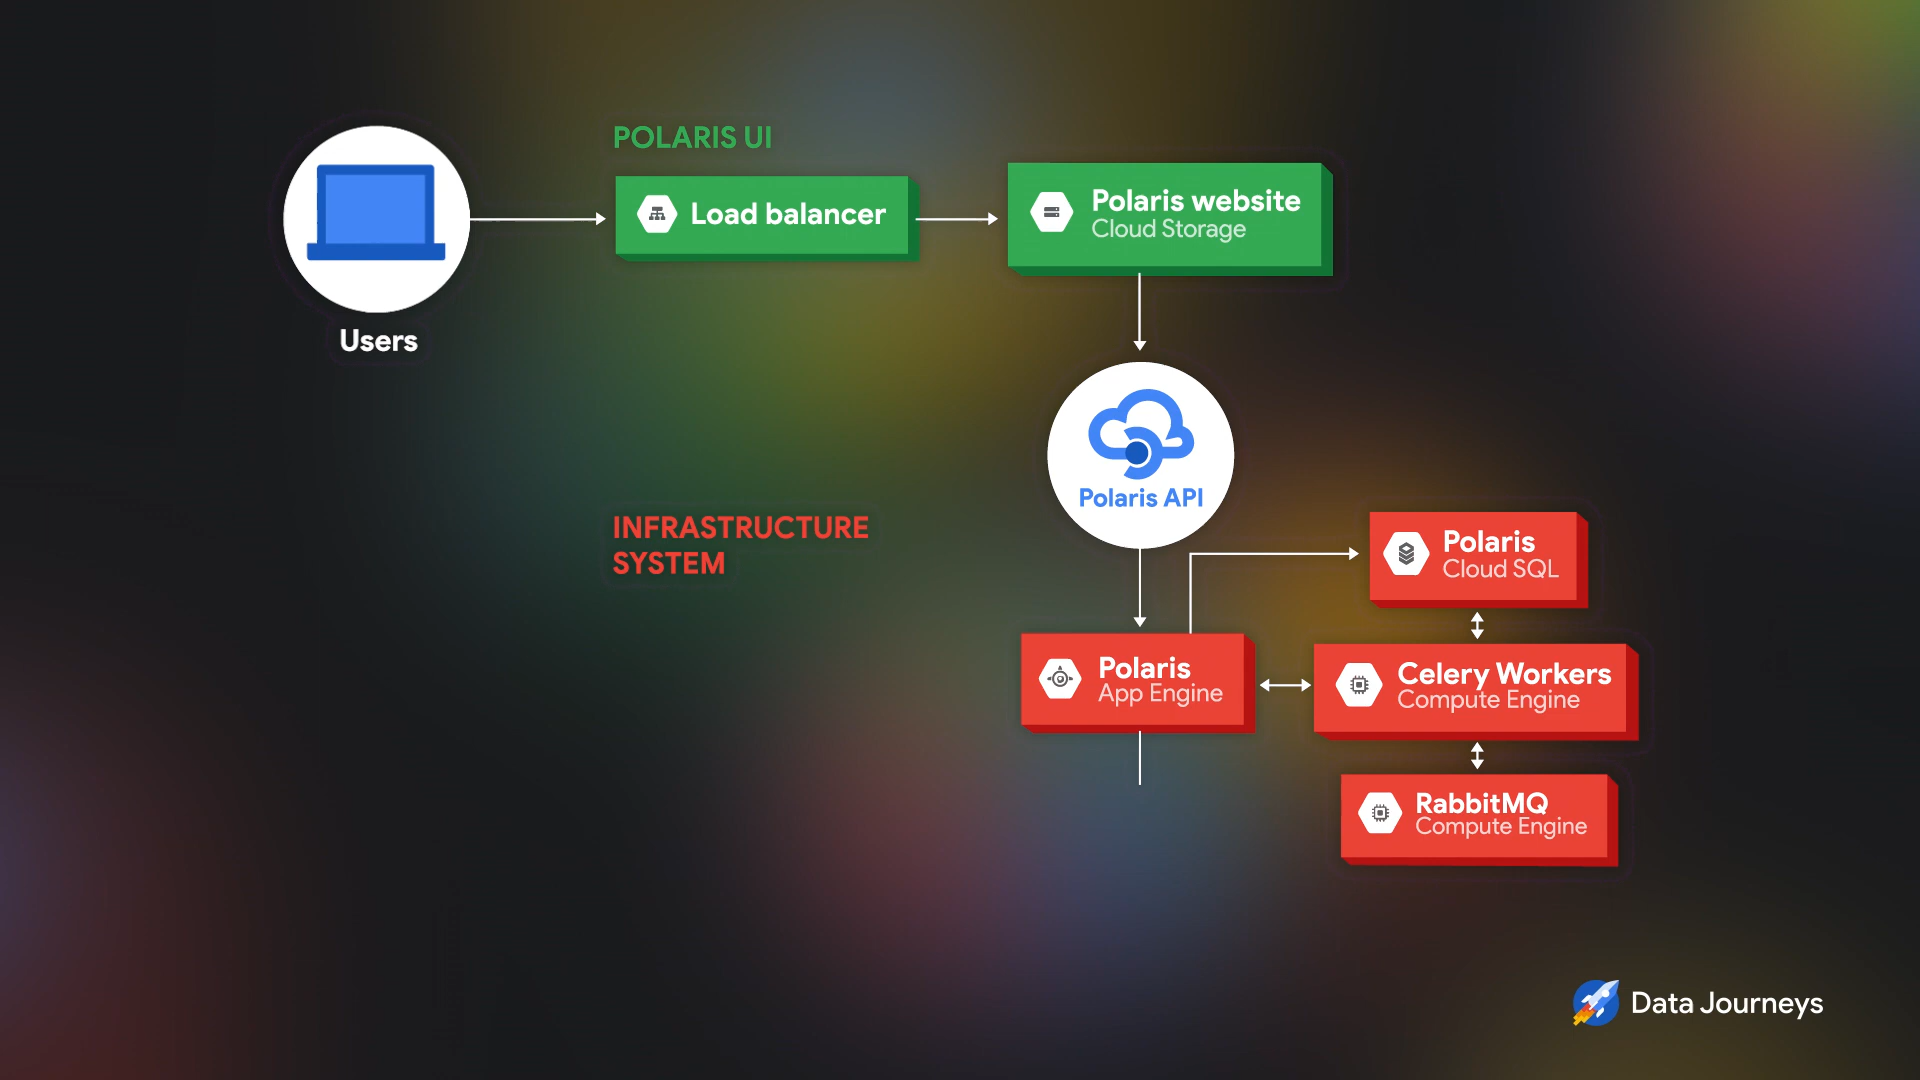 POLARIS UI
Load balancer
Polaris website
Cloud Storage
Users
Polaris API
INFRASTRUCTURE
SYSTEM
Polaris
Cloud SQL
Polaris
App Engine
Celery Workers
Compute Engine
RabbitMQ
Compute Engine
Data Journeys